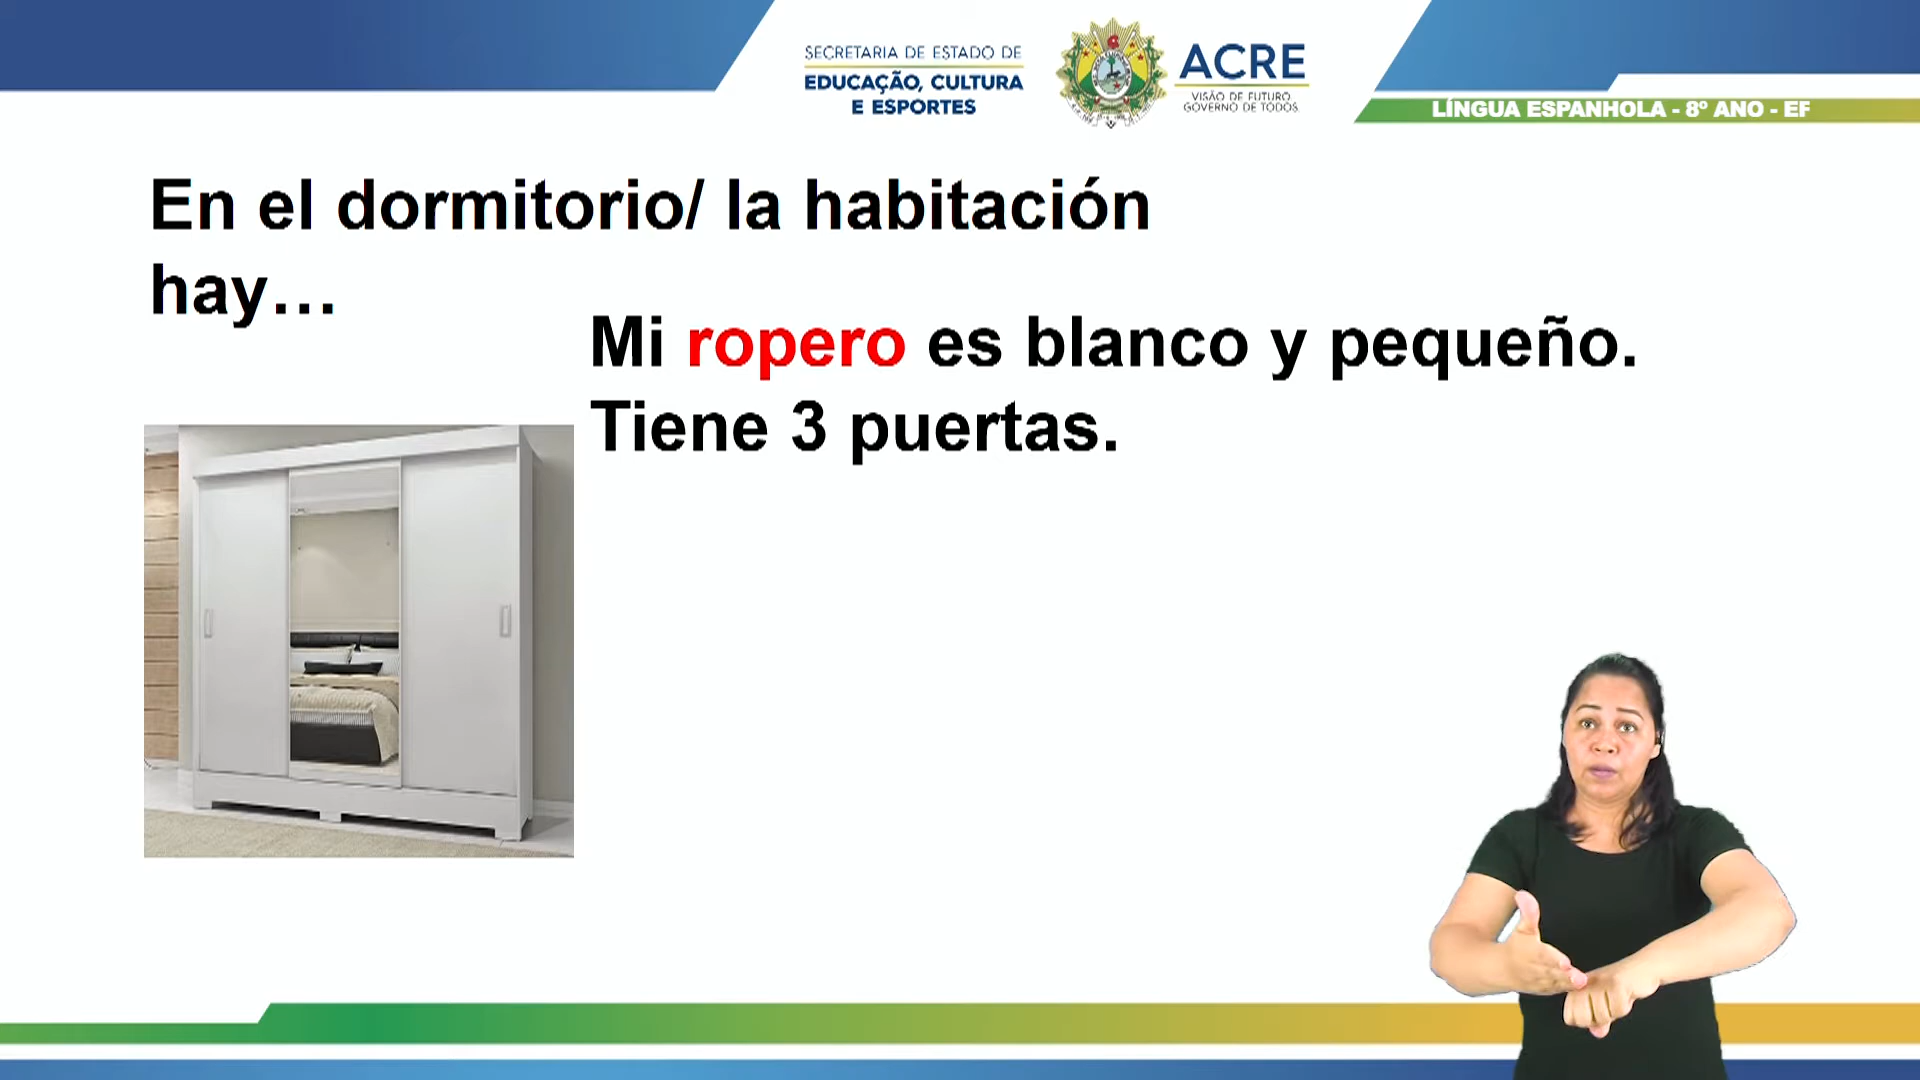 SECRETARIA DE ESTADO DE
EDUCAÇÃO, CULTURA
E ESPORTES
ACRE
VISÃO DE FUTURO.
GOVERNO DE TODOS.
LÍNGUA ESPANHOLA - 8º ANO - EF
En el dormitorio/ la habitación
hay…
Mi ropero es blanco y pequeño.
Tiene 3 puertas.